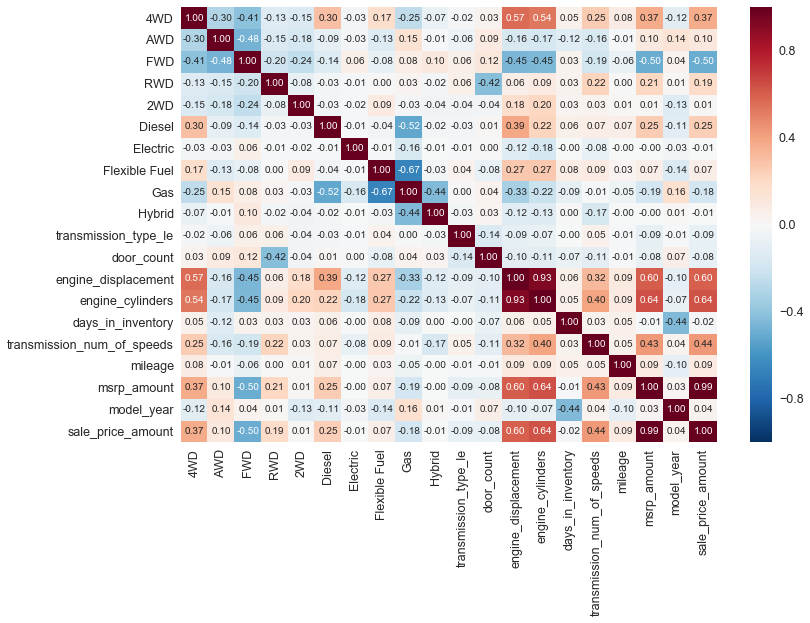 4WD 1.00 -0.30 -0.41 -0.13 -0.15 0.30 -0.03 0.17 -0.25 -0.07 -0.02 0.03 0.57 0.54 0.05 0.25 0.08 0.37 -0.12 0.37
AWD -0.30 1.00 -0.48 -0.15 -0.18 -0.09 -0.03 -0.13 0.15 -0.01 -0.06 0.09 -0.16 -0.17 -0.12 -0.16 -0.01 0.10 0.14 0.10
FWD -0.41 -0.48 1.00 -0.20 -0.24 -0.14 0.06 -0.08 0.08 0.10 0.06 0.12 -0.45 -0.45 0.03 -0.19 -0.06 -0.50 0.04 -0.50
RWD -0.13 -0.15 -0.20 1.00 -0.08 -0.03 -0.01 0.00 0.03 -0.02 0.06 -0.42 0.06 0.09 0.03 0.22 0.00 0.21 0.01 0.19
2WD -0.15 -0.18 -0.24 -0.08 1.00 -0.03 -0.02 0.09 -0.03 -0.04 -0.04 -0.04 0.18 0.20 0.03 0.03 0.01 0.01 -0.13 0.01
Diesel 0.30 -0.09 -0.14 -0.03 -0.03 1.00 -0.01 -0.04 -0.52 -0.02 -0.03 0.01 0.39 0.22 0.06 0.07 0.07 0.25 -0.11 0.25
Electric -0.03 -0.03 0.06 -0.01 -0.02 -0.01 1.00 -0.01 -0.16 -0.01 -0.01 0.00 -0.12 -0.18 -0.00 -0.08 -0.00 -0.00 -0.03 -0.01
Flexible Fuel 0.17 -0.13 -0.08 0.00 0.09 -0.04 -0.01 1.00 -0.67 -0.03 0.04 -0.08 0.27 0.27 0.08 0.09 0.03 0.07 -0.14 0.07
Gas -0.25 0.15 0.08 0.03 -0.03 -0.52 -0.16 -0.67 1.00 -0.44 0.00 0.04 -0.33 -0.22 -0.09 -0.01 -0.05 -0.19 0.16 -0.18
Hybrid -0.07 -0.01 0.10 -0.02 -0.04 -0.02 -0.01 -0.03 -0.44 1.00 -0.03 0.03 -0.12 -0.13 0.00 -0.17 -0.00 -0.00 0.01 -0.01
transmission_type_le -0.02 -0.06 0.06 0.06 -0.04 -0.03 -0.01 0.04 0.00 -0.03 1.00 -0.14 -0.09 -0.07 -0.00 0.05 -0.01 -0.09 -0.01 -0.09
door_count 0.03 0.09 0.12 -0.42 -0.04 0.01 0.00 -0.08 0.04 0.03 -0.14 1.00 -0.10 -0.11 -0.07 -0.11 -0.01 -0.08 0.07 -0.08
engine_displacement 0.57 -0.16 -0.45 0.06 0.18 0.39 -0.12 0.27 -0.33 -0.12 -0.09 -0.10 1.00 0.93 0.06 0.32 0.09 0.60 -0.10 0.60
engine_cylinders 0.54 -0.17 -0.45 0.09 0.20 0.22 -0.18 0.27 -0.22 -0.13 -0.07 -0.11 0.93 1.00 0.05 0.40 0.09 0.64 -0.07 0.64
days_in_inventory 0.05 -0.12 0.03 0.03 0.03 0.06 -0.00 0.08 -0.09 0.00 -0.00 -0.07 0.06 0.05 1.00 0.03 0.05 -0.01 -0.44 -0.02
transmission_num_of_speeds 0.25 -0.16 -0.19 0.22 0.03 0.07 -0.08 0.09 -0.01 -0.17 0.05 -0.11 0.32 0.40 0.03 1.00 0.05 0.43 0.04 0.44
mileage 0.08 -0.01 -0.06 0.00 0.01 0.07 -0.00 0.03 -0.05 -0.00 -0.01 -0.01 0.09 0.09 0.05 0.05 1.00 0.09 -0.10 0.09
msrp_amount 0.37 0.10 -0.50 0.21 0.01 0.25 -0.00 0.07 -0.19 -0.00 -0.09 -0.08 0.60 0.64 -0.01 0.43 0.09 1.00 0.03 0.99
model_year -0.12 0.14 0.04 0.01 -0.13 -0.11 -0.03 -0.14 0.16 0.01 -0.01 0.07 -0.10 -0.07 -0.44 0.04 -0.10 0.03 1.00 0.04
sale_price_amount 0.37 0.10 -0.50 0.19 0.01 0.25 -0.01 0.07 -0.18 -0.01 -0.09 -0.08 0.60 0.64 -0.02 0.44 0.09 0.99 0.04 1.00
4WD
AWD
FWD
RWD
2WD
Diesel
Electric
Flexible Fuel
Gas
Hybrid
transmission_type_le
door_count
engine_displacement
engine_cylinders
days_in_inventory
transmission_num_of_speeds
mileage
msrp_amount
model_year
sale_price_amount
0.8
0.4
0.0
−0.4
−0.8